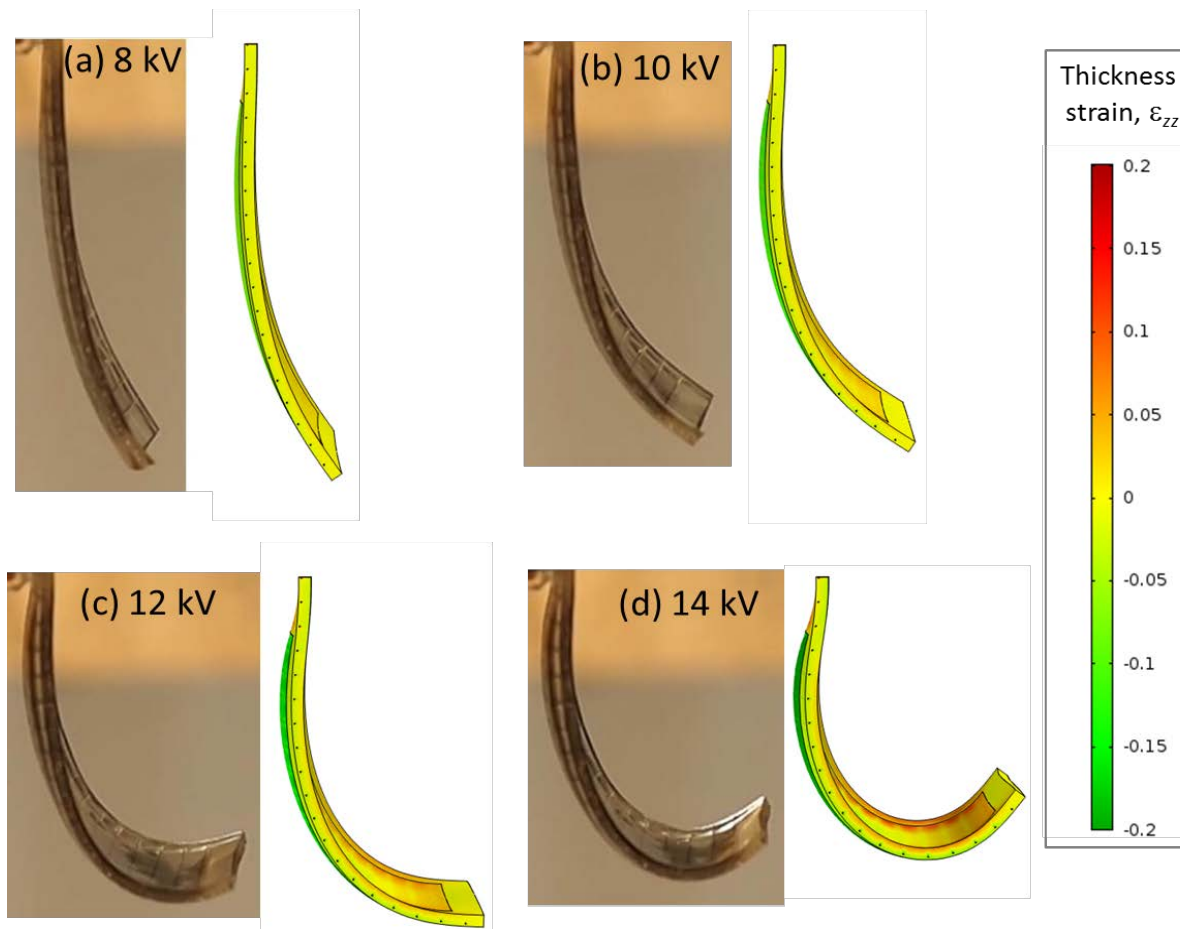 (a) 8 kV
(b) 10 kV
Thickness
strain, εzz
0.2
0.15
0.1
0.05
0
-0.05
-0.1
-0.15
-0.2
(c) 12 kV
(d) 14 kV